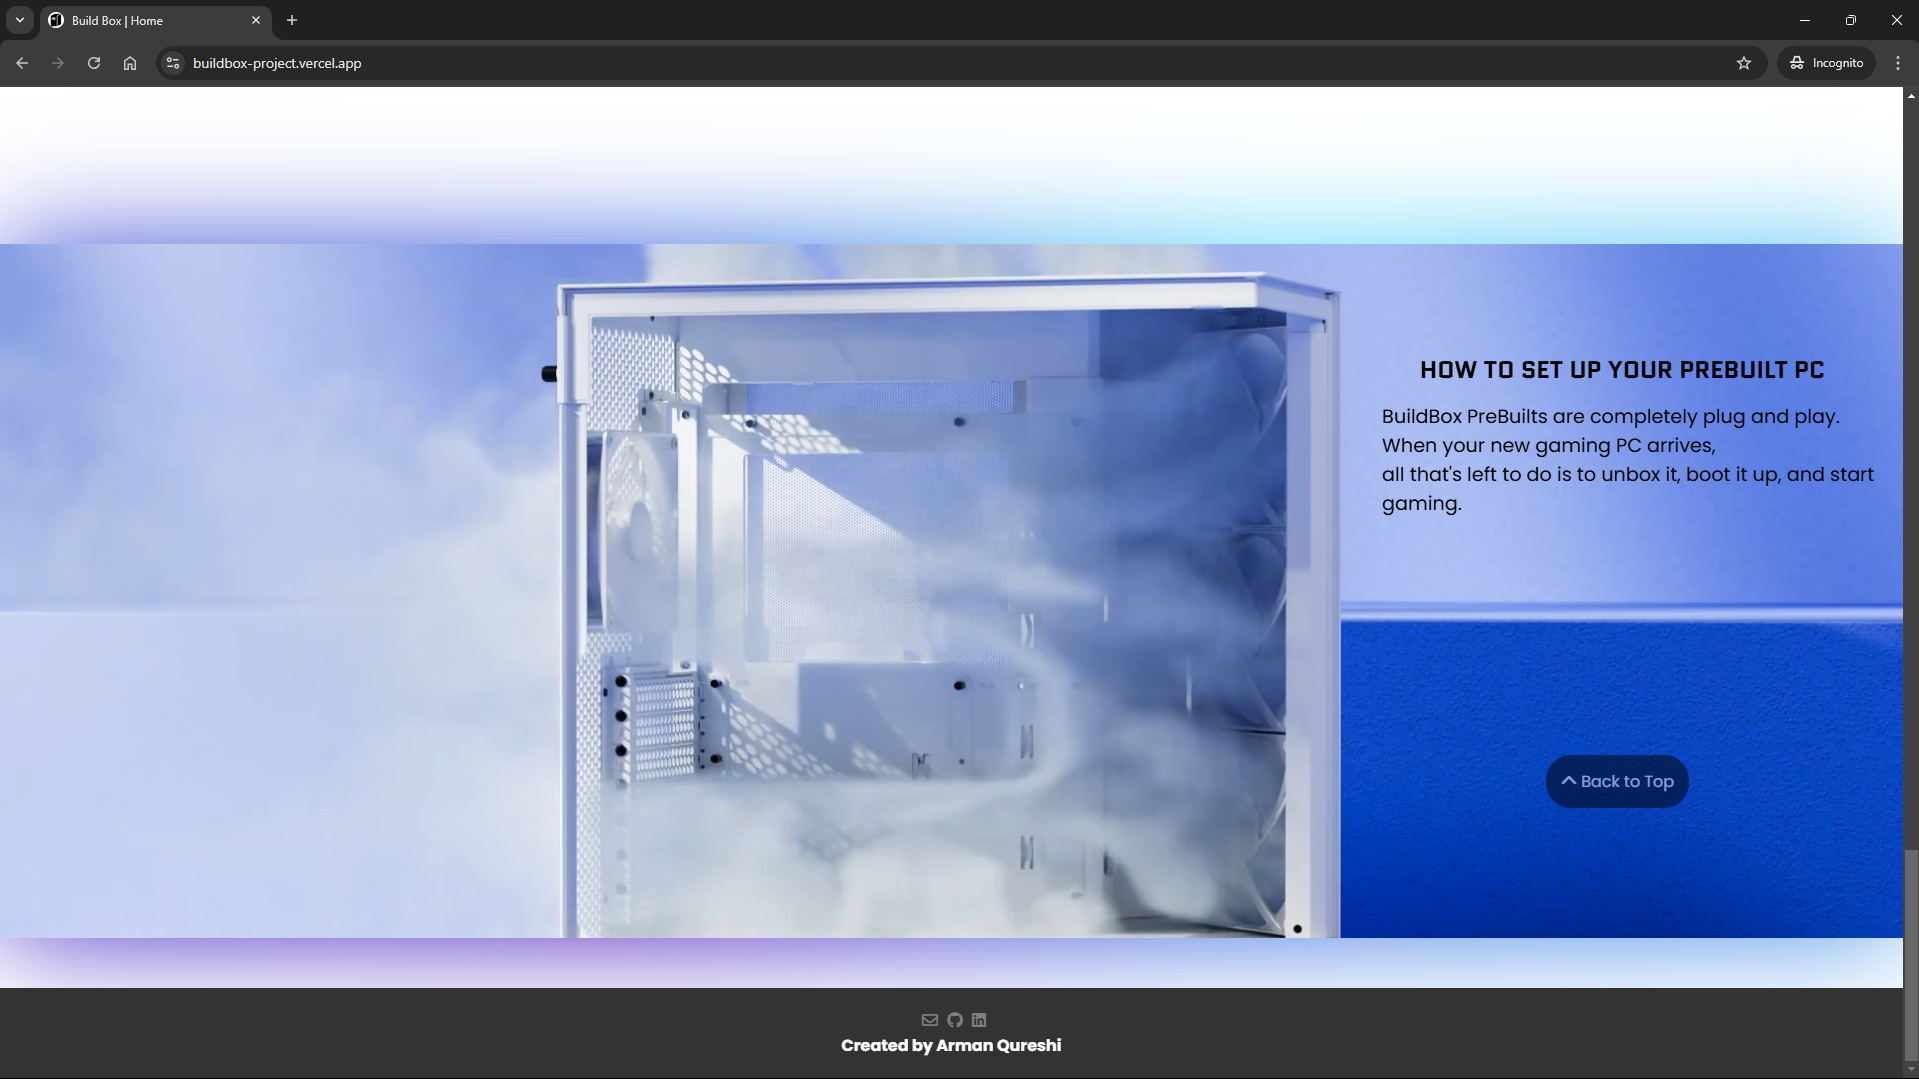 Build Box | Home
buildbox-project.vercel.app
Incognito
HOW TO SET UP YOUR PREBUILT PC
BuildBox PreBuilts are completely plug and play.
When your new gaming PC arrives,
all that's left to do is to unbox it, boot it up, and start
gaming.
Back to Top
Created by Arman Qureshi